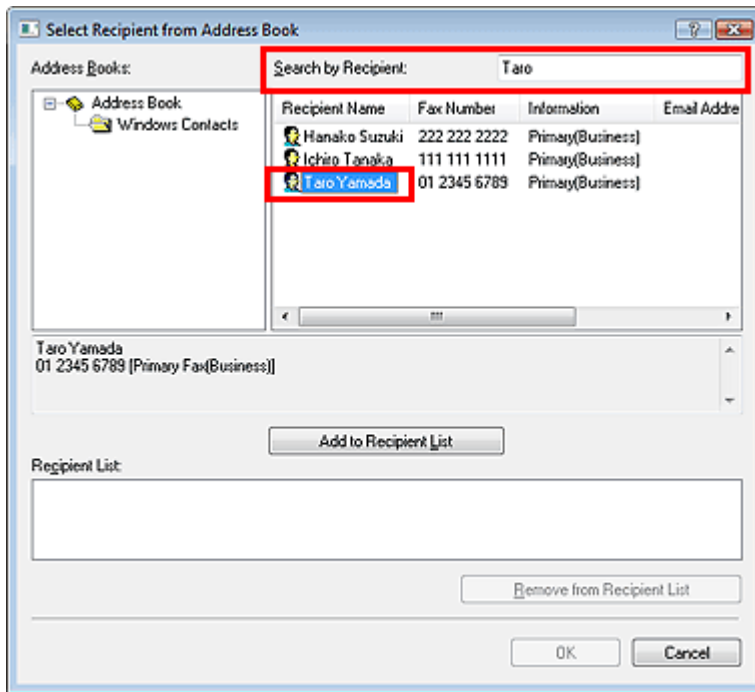 Select Recipient from Address Book
Address Books:
Search by Recipient: Taro
Address Book
Windows Contacts
Recipient Name Fax Number Information Email Addre
Hanako Suzuki 222 222 2222 Primary(Business)
Ichiro Tanaka 111 111 1111 Primary(Business)
Taro Yamada 01 2345 6789 Primary(Business)
Taro Yamada
01 2345 6789 [Primary Fax(Business)]
Add to Recipient List
Recipient List:
Remove from Recipient List
OK Cancel